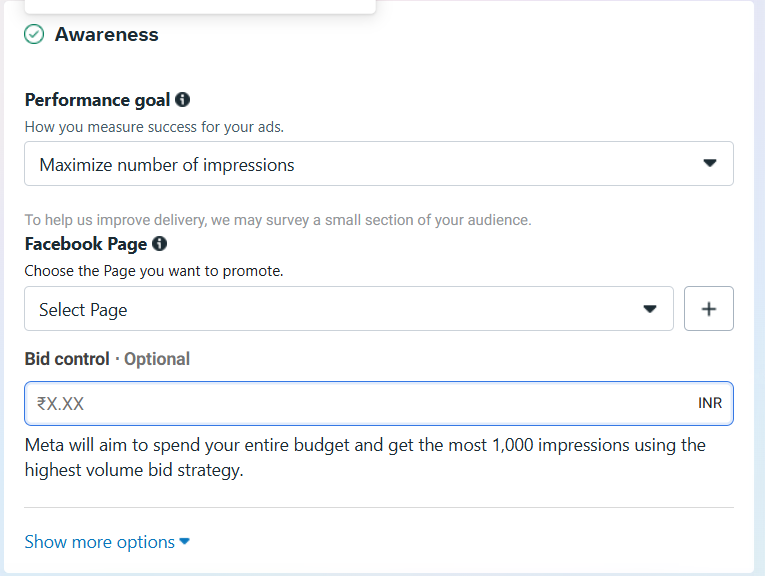 Awareness
Performance goal
How you measure success for your ads.
Maximize number of impressions
To help us improve delivery, we may survey a small section of your audience.
Facebook Page
Choose the Page you want to promote.
Select Page
Bid control · Optional
₹X.XX INR
Meta will aim to spend your entire budget and get the most 1,000 impressions using the
highest volume bid strategy.
Show more options